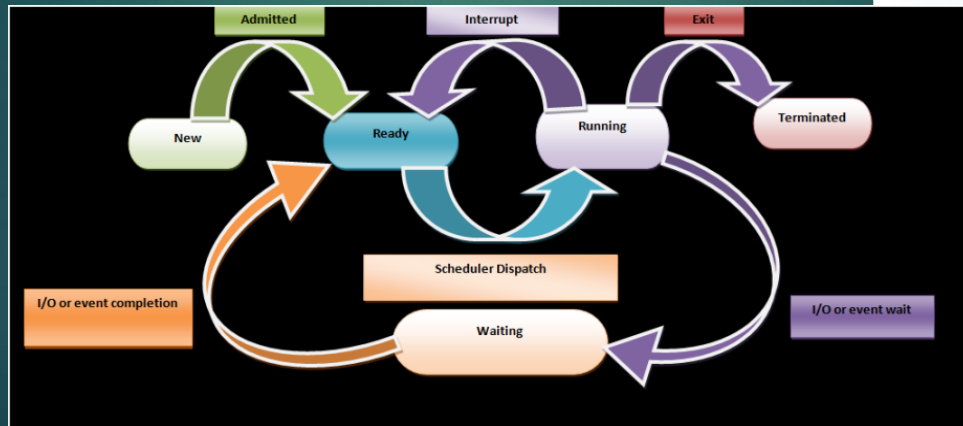 Admitted
Interrupt
Exit
New
Ready
Running
Terminated
Scheduler Dispatch
I/O or event completion
Waiting
I/O or event wait